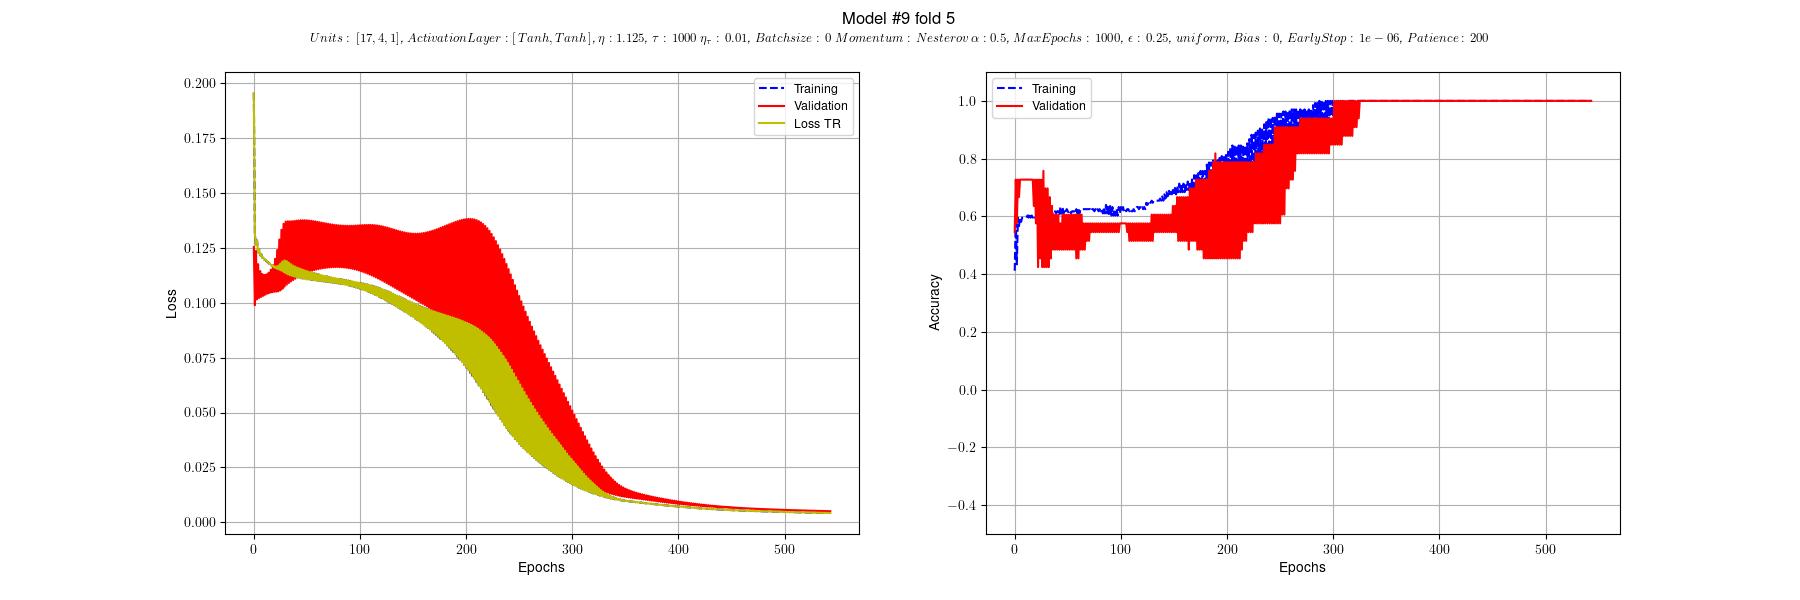 Model #9 fold 5
Units : [17, 4, 1], ActivationLayer : [Tanh, Tanh], η : 1.125, τ : 1000 η_τ : 0.01, Batchsize : 0 Momentum : Nesterov α : 0.5, MaxEpochs : 1000, ϵ : 0.25, uniform, Bias : 0, EarlyStop : 1e − 06, Patience : 200
Loss
0.200
0.175
0.150
0.125
0.100
0.075
0.050
0.025
0.000
0 100 200 300 400 500
Epochs
Training
Validation
Loss TR
Accuracy
1.0
0.8
0.6
0.4
0.2
0.0
−0.2
−0.4
0 100 200 300 400 500
Epochs
Training
Validation